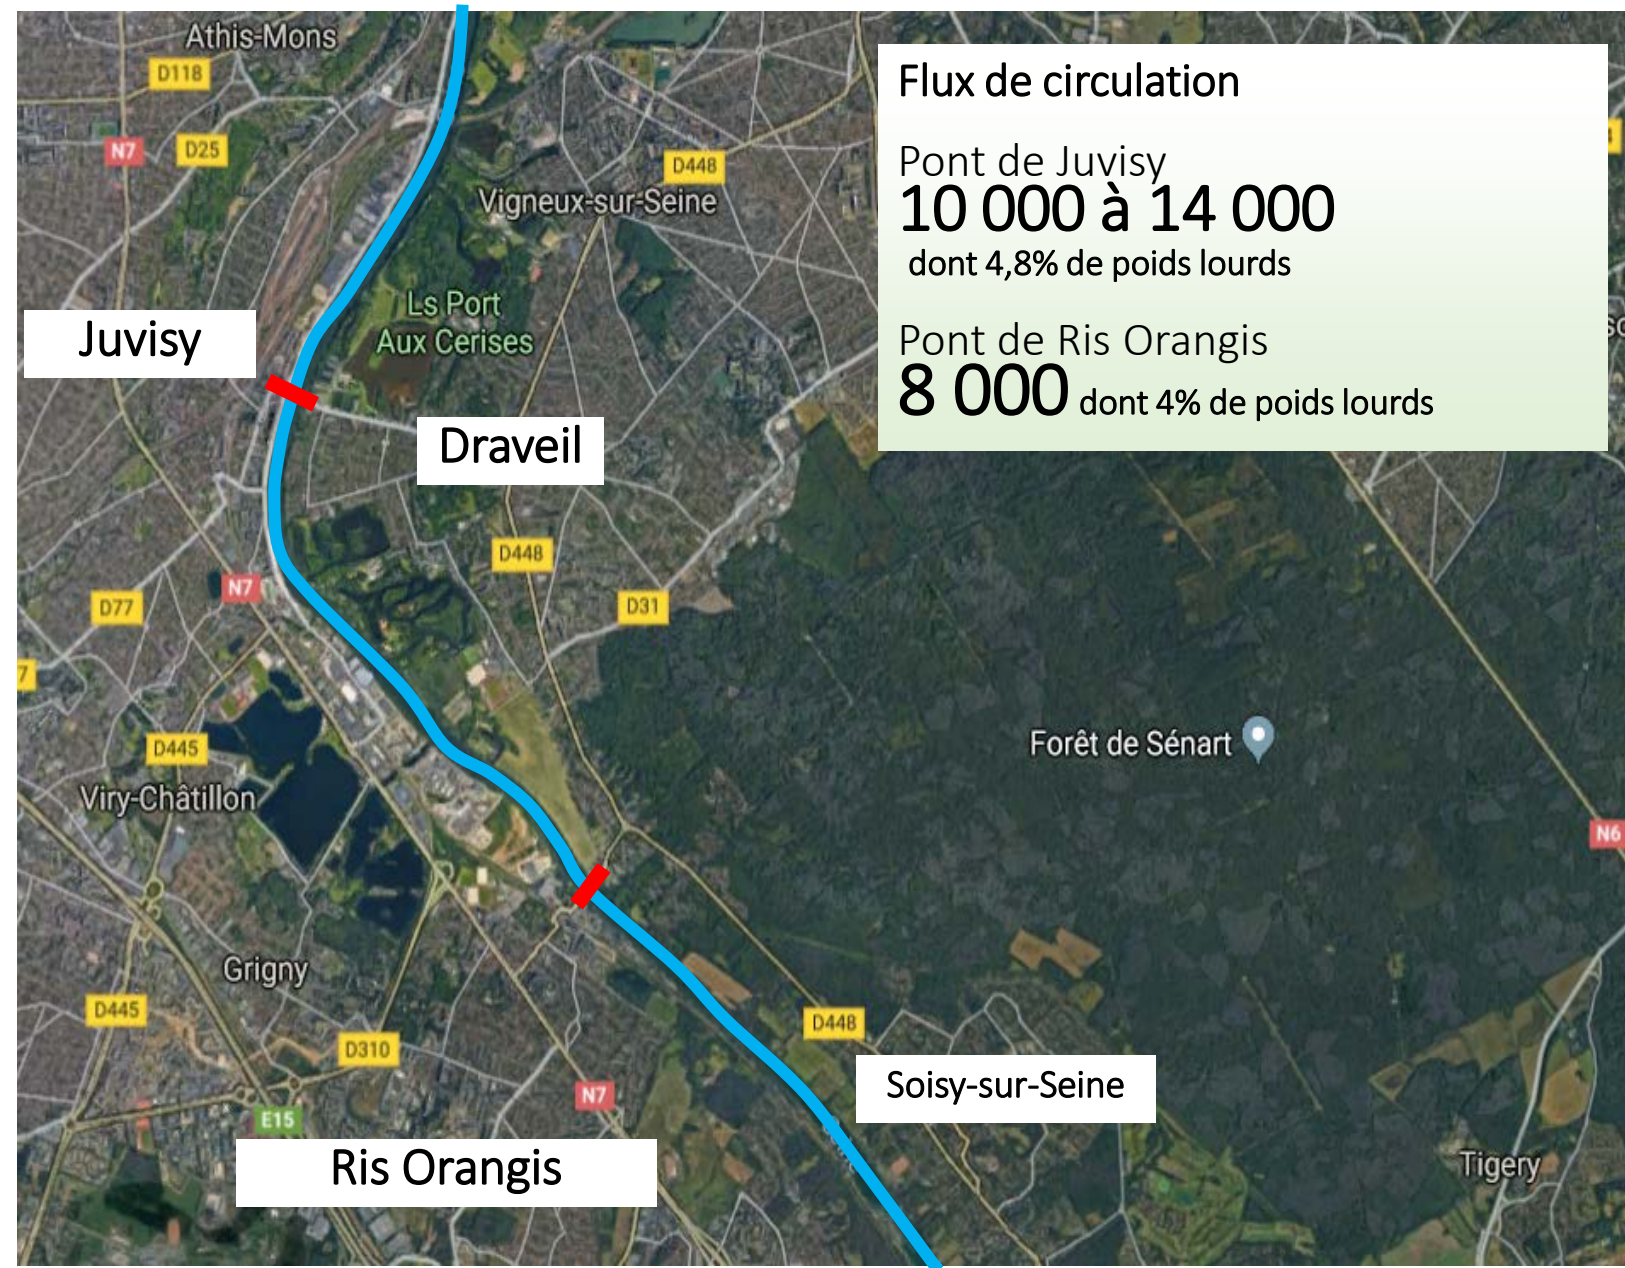 Athis-Mons
D118
N7
D25
D448
Vigneux-sur-Seine
Flux de circulation
Pont de Juvisy
10 000 à 14 000
dont 4,8% de poids lourds
Pont de Ris Orangis
8 000 dont 4% de poids lourds
Ls Port
Aux Cerises
Juvisy
Draveil
D448
N7
D77
D31
7
D445
Viry-Châtillon
Forêt de Sénart
N6
Grigny
D445
D310
D448
N7
E15
Soisy-sur-Seine
Ris Orangis
Tigery